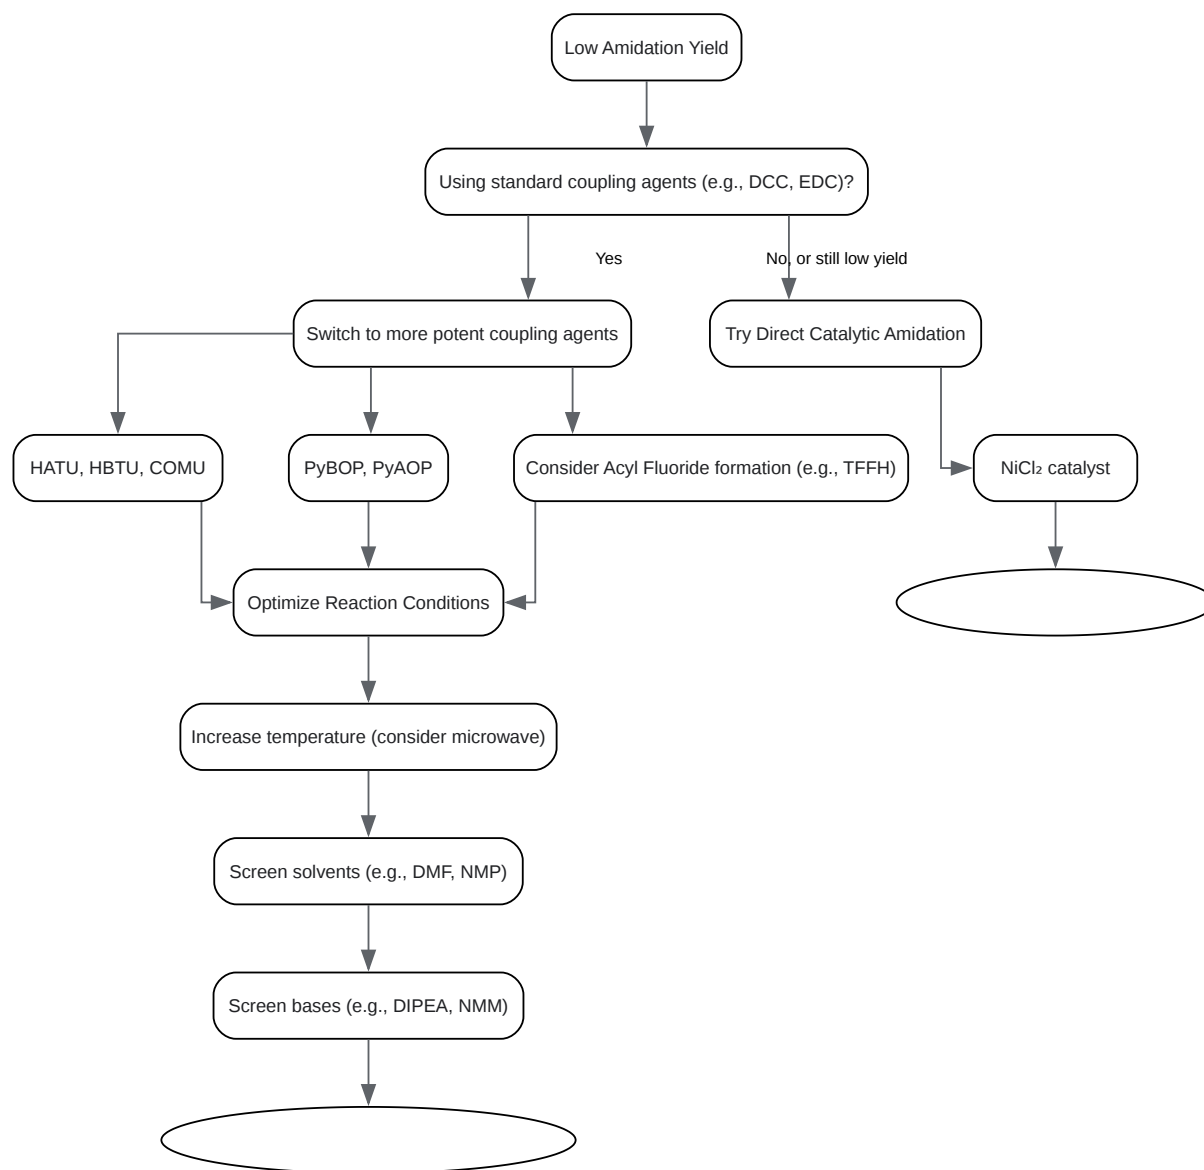 Low Amidation Yield
Using standard coupling agents (e.g., DCC, EDC)?
Yes
No, or still low yield
Switch to more potent coupling agents
Try Direct Catalytic Amidation
HATU, HBTU, COMU
PyBOP, PyAOP
Consider Acyl Fluoride formation (e.g., TFFH)
NiCl₂ catalyst
Optimize Reaction Conditions
Increase temperature (consider microwave)
Screen solvents (e.g., DMF, NMP)
Screen bases (e.g., DIPEA, NMM)